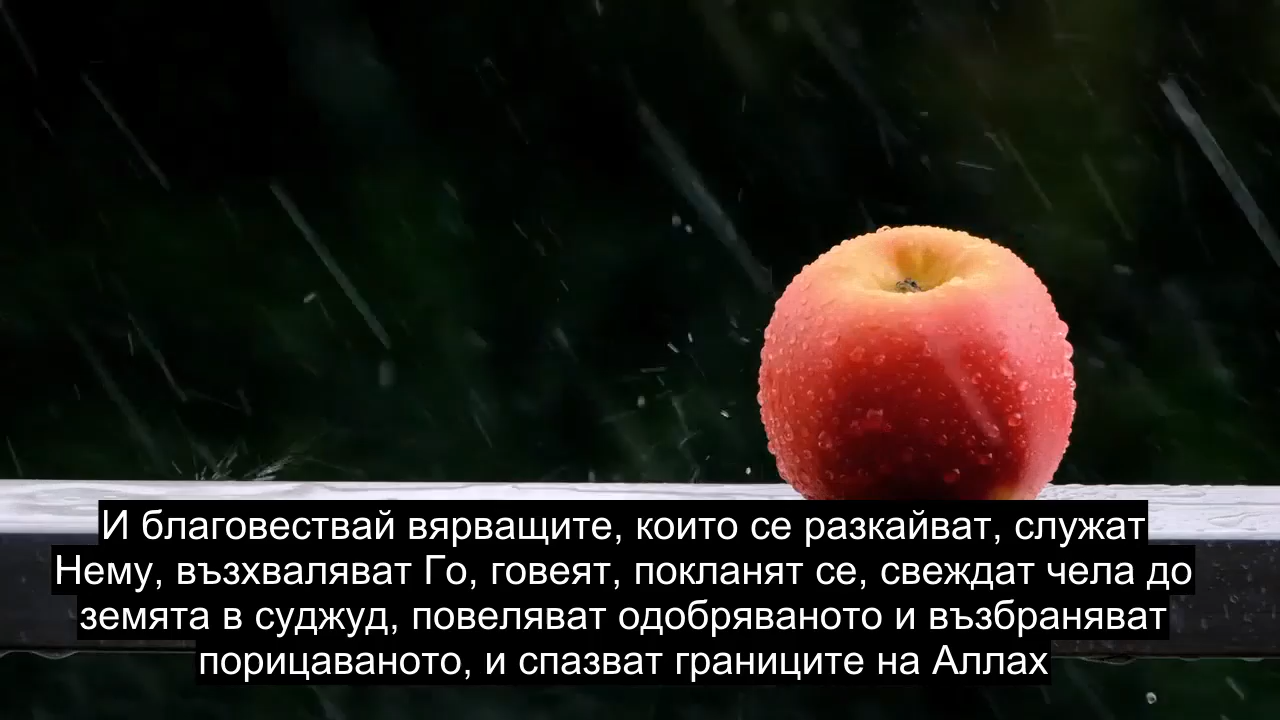 И благовествай вярващите, които се разкайват, служат
Нему, възхваляват Го, говеят, покланят се, свеждат чела до
земята в суджуд, повеляват одобряваното и възбраняват
порицаваното, и спазват границите на Аллах